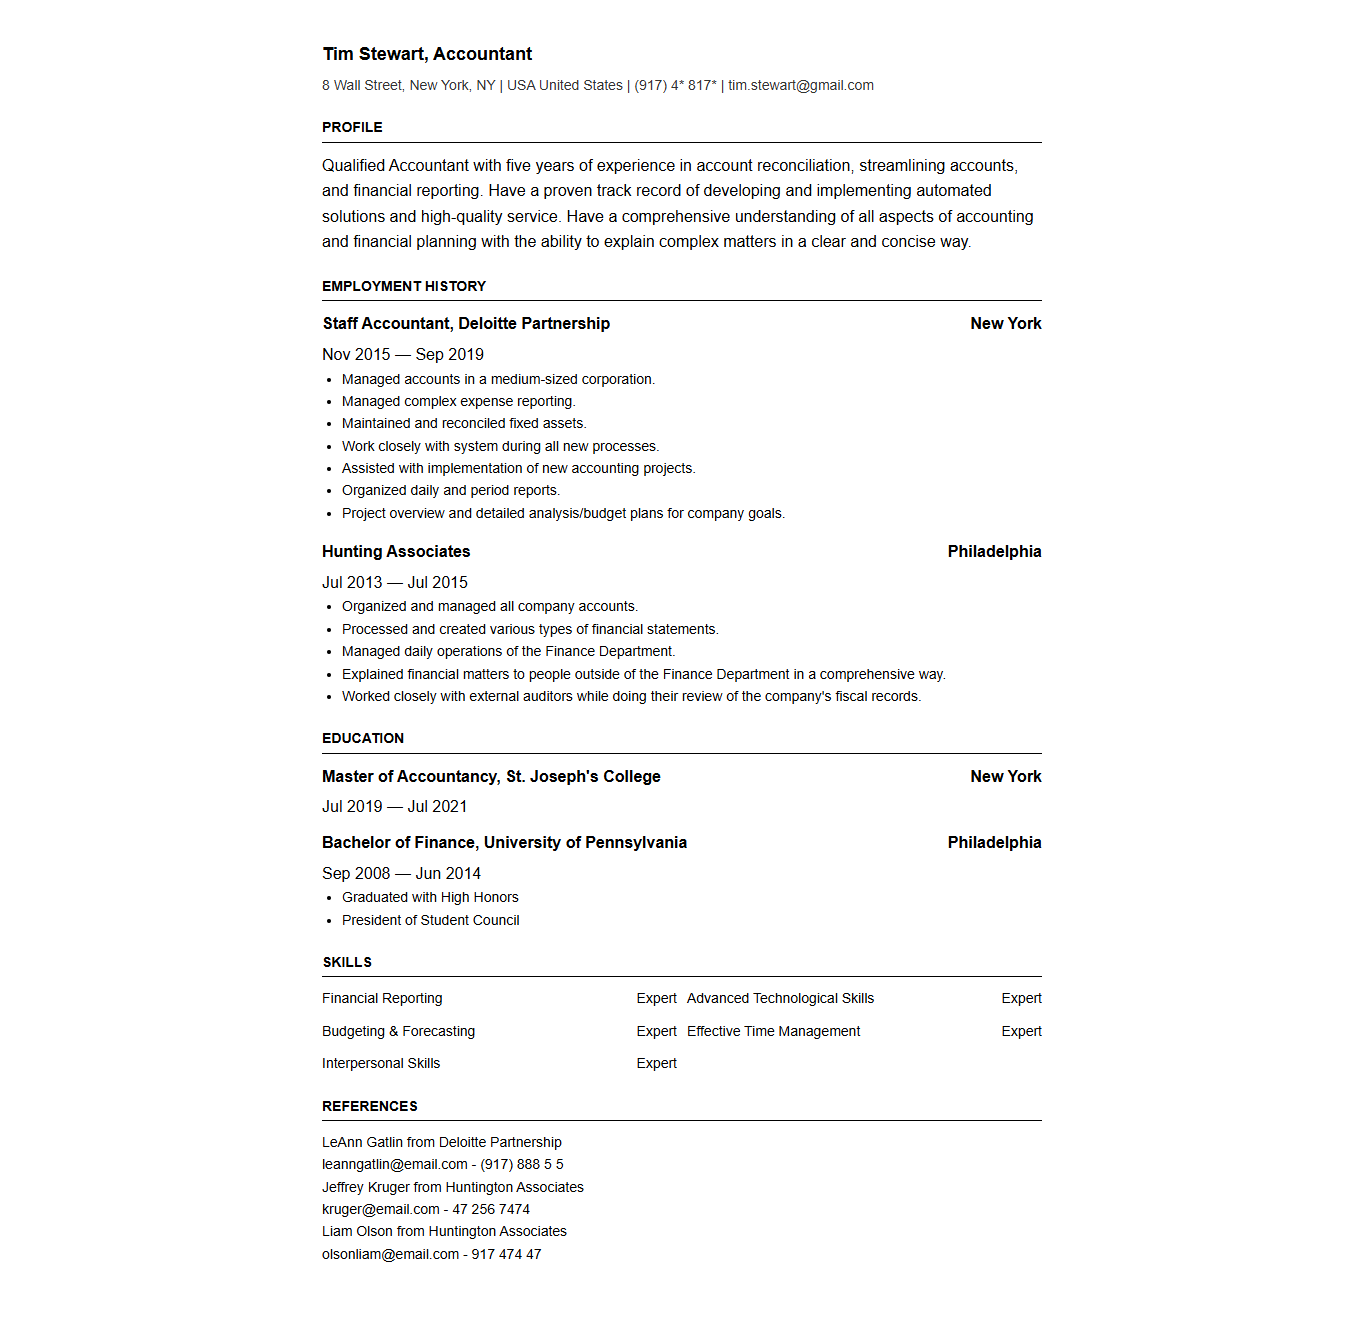 Tim Stewart, Accountant
8 Wall Street, New York, NY | USA United States | (917) 4* 817* | tim.stewart@gmail.com
PROFILE
Qualified Accountant with five years of experience in account reconciliation, streamlining accounts,
and financial reporting. Have a proven track record of developing and implementing automated
solutions and high-quality service. Have a comprehensive understanding of all aspects of accounting
and financial planning with the ability to explain complex matters in a clear and concise way.
EMPLOYMENT HISTORY
Staff Accountant, Deloitte Partnership New York
Nov 2015 — Sep 2019
• Managed accounts in a medium-sized corporation.
• Managed complex expense reporting.
• Maintained and reconciled fixed assets.
• Work closely with system during all new processes.
• Assisted with implementation of new accounting projects.
• Organized daily and period reports.
• Project overview and detailed analysis/budget plans for company goals.
Hunting Associates Philadelphia
Jul 2013 — Jul 2015
• Organized and managed all company accounts.
• Processed and created various types of financial statements.
• Managed daily operations of the Finance Department.
• Explained financial matters to people outside of the Finance Department in a comprehensive way.
• Worked closely with external auditors while doing their review of the company's fiscal records.
EDUCATION
Master of Accountancy, St. Joseph's College New York
Jul 2019 — Jul 2021
Bachelor of Finance, University of Pennsylvania Philadelphia
Sep 2008 — Jun 2014
• Graduated with High Honors
• President of Student Council
SKILLS
Financial Reporting Expert Advanced Technological Skills Expert
Budgeting & Forecasting Expert Effective Time Management Expert
Interpersonal Skills Expert
REFERENCES
LeAnn Gatlin from Deloitte Partnership
leanngatlin@email.com - (917) 888 5 5
Jeffrey Kruger from Huntington Associates
kruger@email.com - 47 256 7474
Liam Olson from Huntington Associates
olsonliam@email.com - 917 474 47